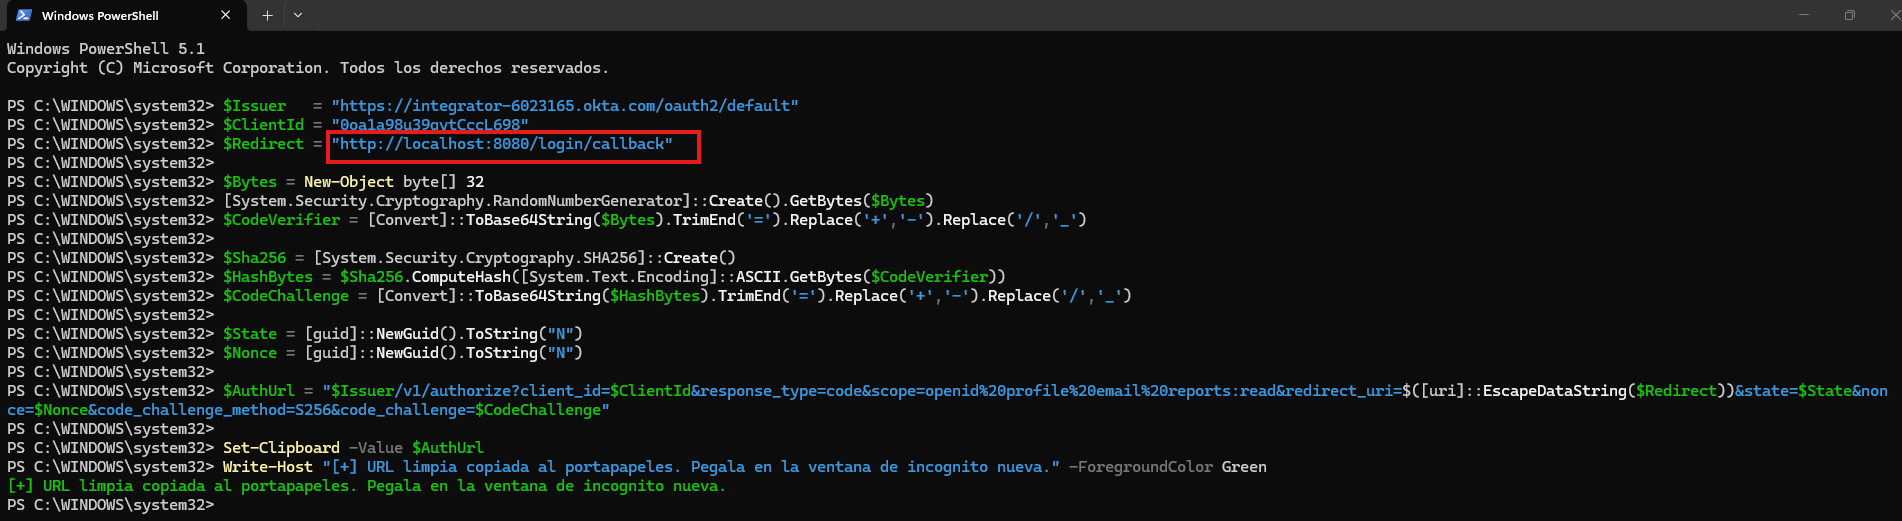 Windows PowerShell
Windows PowerShell 5.1
Copyright (C) Microsoft Corporation. Todos los derechos reservados.
PS C:\WINDOWS\system32> $Issuer   = "https://integrator-6023165.okta.com/oauth2/default"
PS C:\WINDOWS\system32> $ClientId = "0oa1a98u39qvtCccL698"
PS C:\WINDOWS\system32> $Redirect = "http://localhost:8080/login/callback"
PS C:\WINDOWS\system32>
PS C:\WINDOWS\system32> $Bytes = New-Object byte[] 32
PS C:\WINDOWS\system32> [System.Security.Cryptography.RandomNumberGenerator]::Create().GetBytes($Bytes)
PS C:\WINDOWS\system32> $CodeVerifier = [Convert]::ToBase64String($Bytes).TrimEnd('=').Replace('+','-').Replace('/','_')
PS C:\WINDOWS\system32>
PS C:\WINDOWS\system32> $Sha256 = [System.Security.Cryptography.SHA256]::Create()
PS C:\WINDOWS\system32> $HashBytes = $Sha256.ComputeHash([System.Text.Encoding]::ASCII.GetBytes($CodeVerifier))
PS C:\WINDOWS\system32> $CodeChallenge = [Convert]::ToBase64String($HashBytes).TrimEnd('=').Replace('+','-').Replace('/','_')
PS C:\WINDOWS\system32>
PS C:\WINDOWS\system32> $State = [guid]::NewGuid().ToString("N")
PS C:\WINDOWS\system32> $Nonce = [guid]::NewGuid().ToString("N")
PS C:\WINDOWS\system32>
PS C:\WINDOWS\system32> $AuthUrl = "$Issuer/v1/authorize?client_id=$ClientId&response_type=code&scope=openid%20profile%20email%20reports:read&redirect_uri=$([uri]::EscapeDataString($Redirect))&state=$State&non
ce=$Nonce&code_challenge_method=S256&code_challenge=$CodeChallenge"
PS C:\WINDOWS\system32>
PS C:\WINDOWS\system32> Set-Clipboard -Value $AuthUrl
PS C:\WINDOWS\system32> Write-Host "[+] URL limpia copiada al portapapeles. Pegala en la ventana de incognito nueva." -ForegroundColor Green
[+] URL limpia copiada al portapapeles. Pegala en la ventana de incognito nueva.
PS C:\WINDOWS\system32>